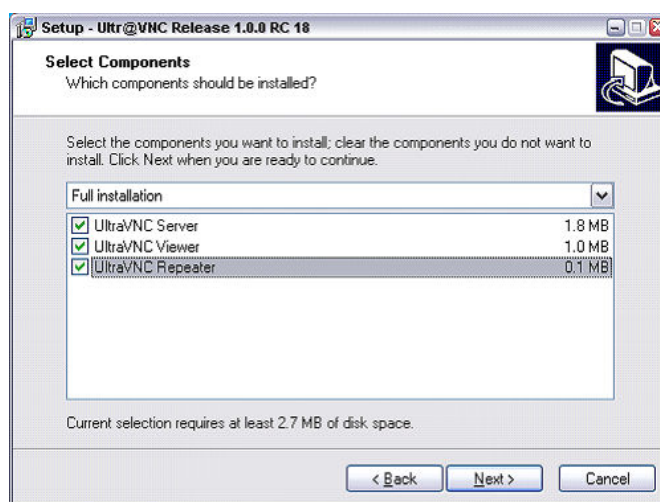 Setup - Ultr@VNC Release 1.0.0 RC 18
Select Components
Which components should be installed?
Select the components you want to install; clear the components you do not want to
install. Click Next when you are ready to continue.
Full installation
UltraVNC Server 1.8 MB
UltraVNC Viewer 1.0 MB
UltraVNC Repeater 0.1 MB
Current selection requires at least 2.7 MB of disk space.
< Back Next > Cancel